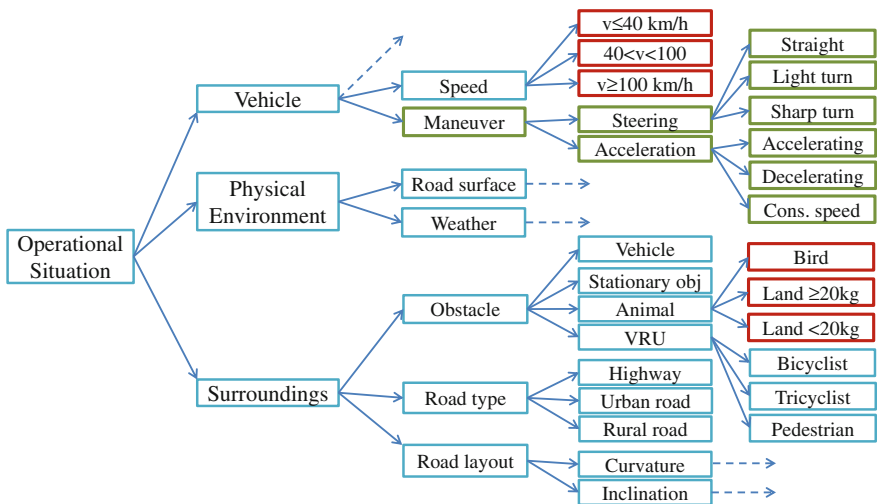 Operational
Situation
Vehicle
Physical
Environment
Surroundings
Speed
Maneuver
Road surface
Weather
Obstacle
Road type
Road layout
v≤40 km/h
40<v<100
v≥100 km/h
Steering
Acceleration
Vehicle
Stationary obj
Animal
VRU
Highway
Urban road
Rural road
Curvature
Inclination
Straight
Light turn
Sharp turn
Accelerating
Decelerating
Cons. speed
Bird
Land ≥20kg
Land <20kg
Bicyclist
Tricyclist
Pedestrian